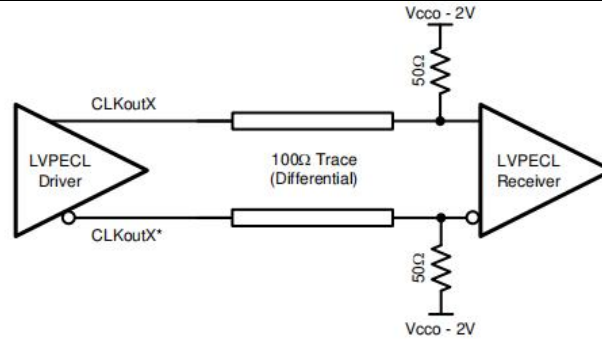 Vcco - 2V
50Ω
CLKoutX
LVPECL
Driver
100Ω Trace
(Differential)
LVPECL
Receiver
CLKoutX*
50Ω
Vcco - 2V